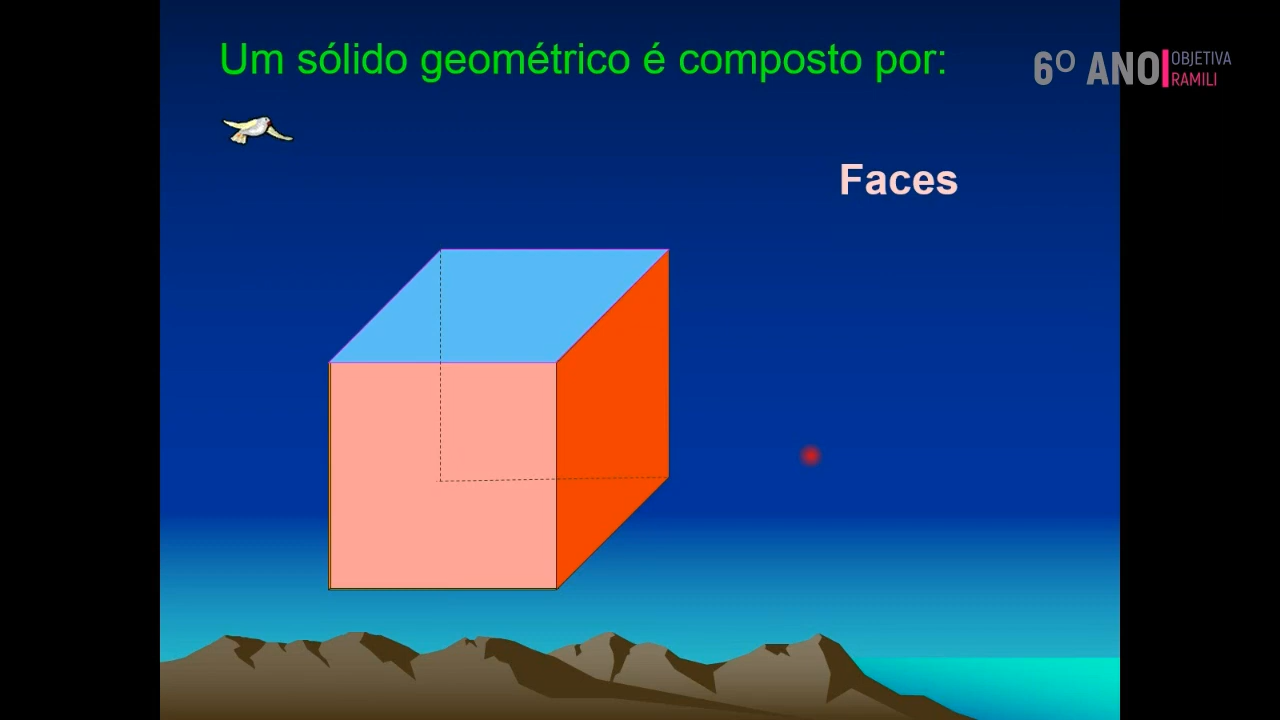 Um sólido geométrico é composto por:
6º ANO
OBJETIVA
RAMILI
Faces